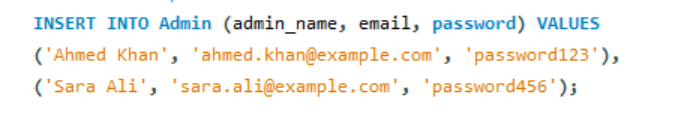 INSERT INTO Admin (admin_name, email, password) VALUES
('Ahmed Khan', 'ahmed.khan@example.com', 'password123'),
('Sara Ali', 'sara.ali@example.com', 'password456');